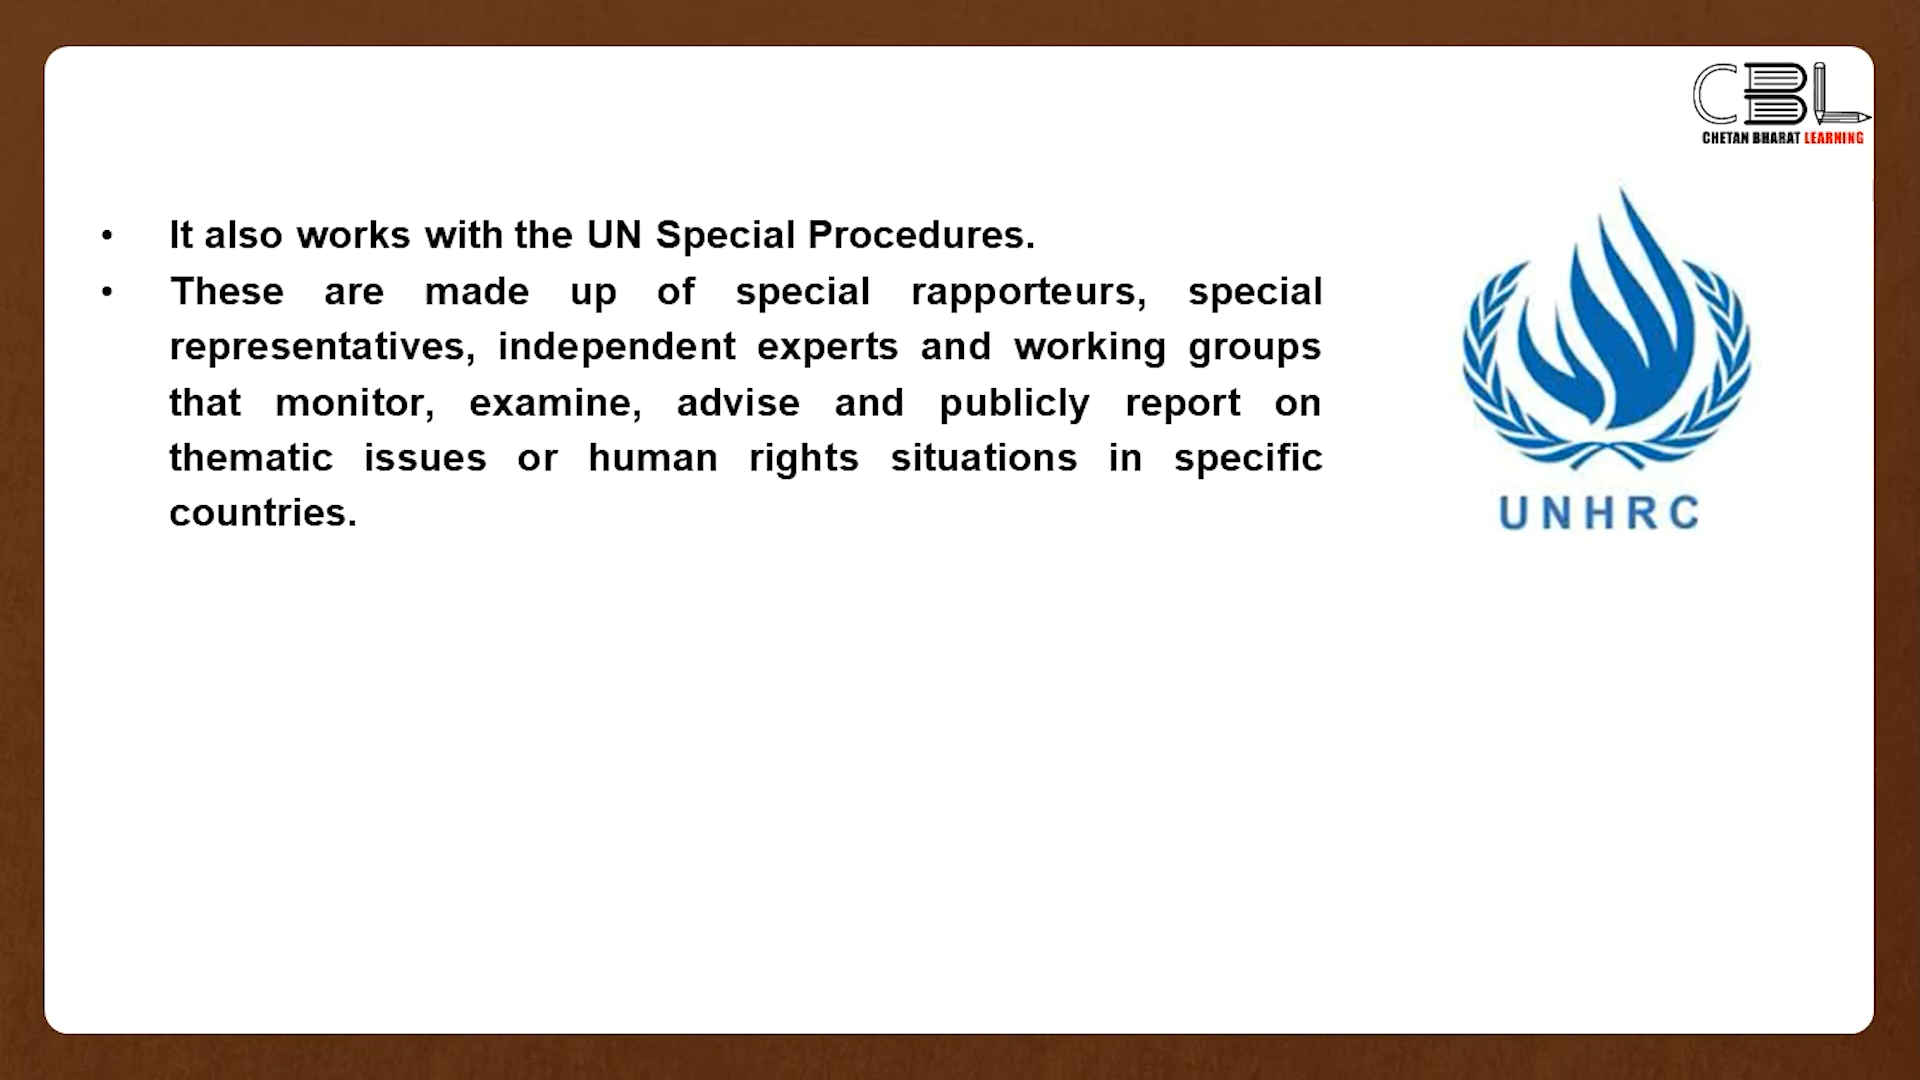 CBL
CHETAN BHARAT LEARNING
• It also works with the UN Special Procedures.
• These are made up of special rapporteurs, special
representatives, independent experts and working groups
that monitor, examine, advise and publicly report on
thematic issues or human rights situations in specific
countries.
UNHRC